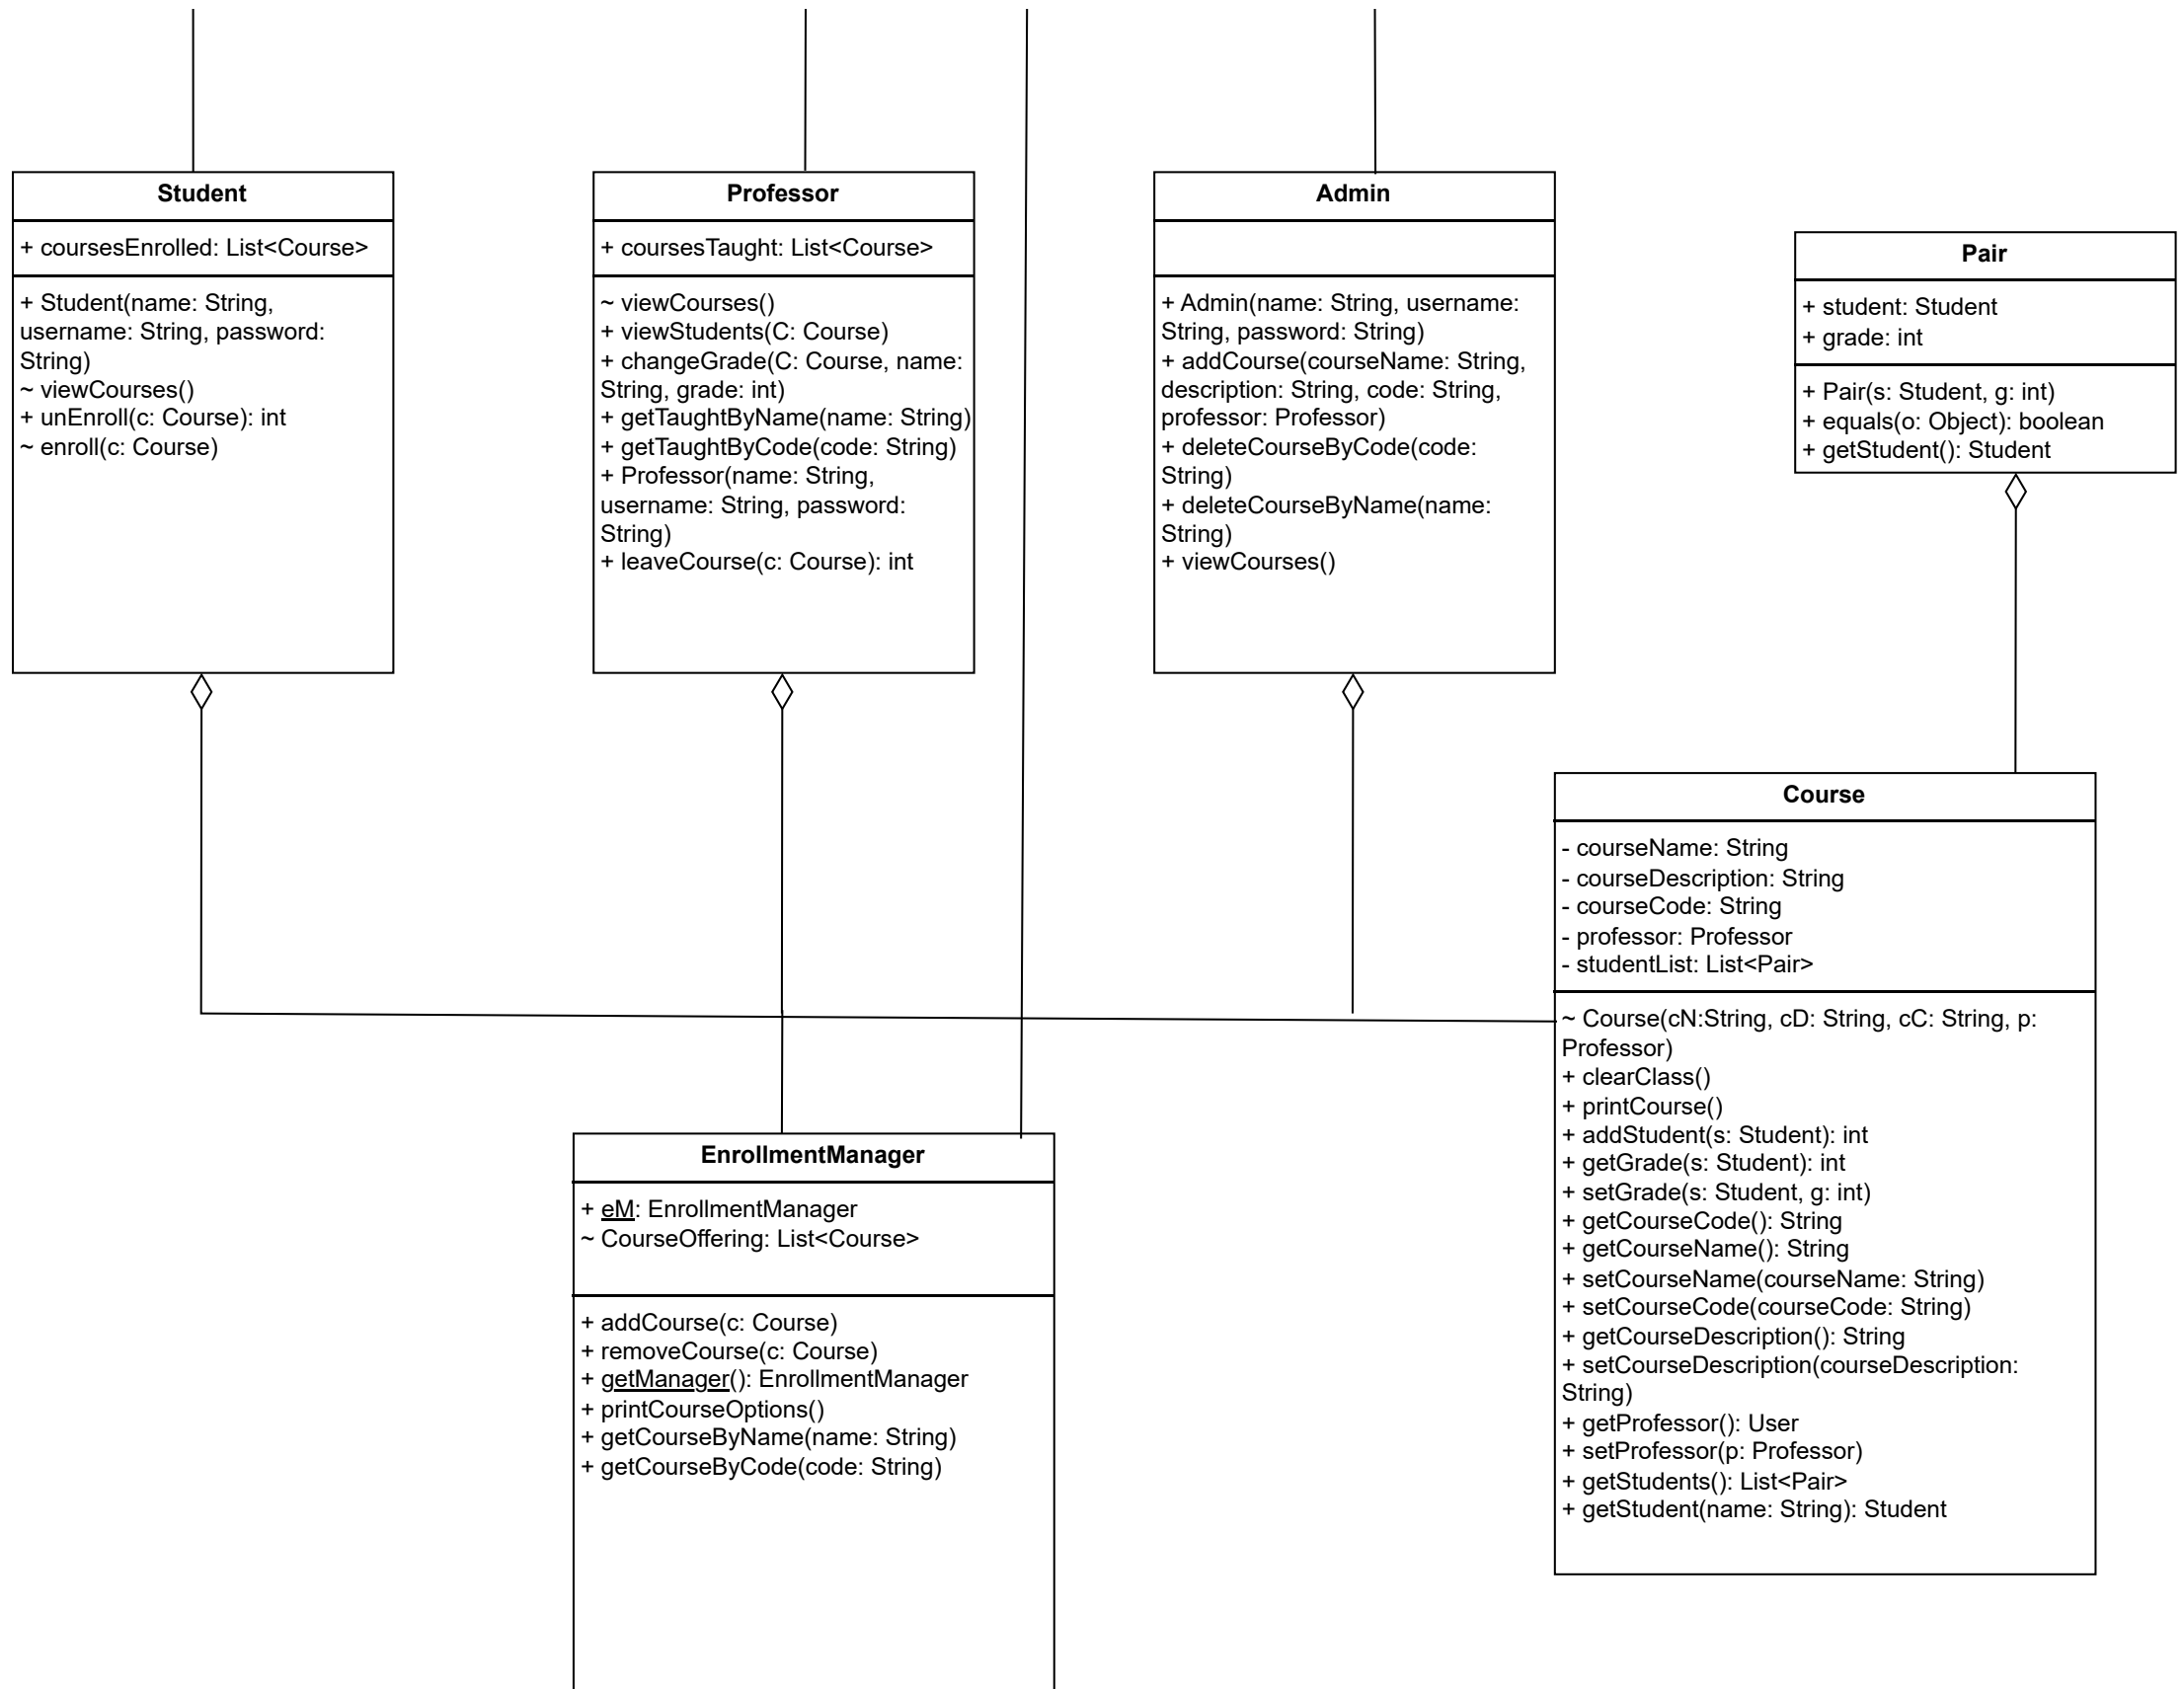 Student
+ coursesEnrolled: List<Course>
+ Student(name: String,
username: String, password:
String)
~ viewCourses()
+ unEnroll(c: Course): int
~ enroll(c: Course)
Professor
+ coursesTaught: List<Course>
~ viewCourses()
+ viewStudents(C: Course)
+ changeGrade(C: Course, name:
String, grade: int)
+ getTaughtByName(name: String)
+ getTaughtByCode(code: String)
+ Professor(name: String,
username: String, password:
String)
+ leaveCourse(c: Course): int
Admin
+ Admin(name: String, username:
String, password: String)
+ addCourse(courseName: String,
description: String, code: String,
professor: Professor)
+ deleteCourseByCode(code:
String)
+ deleteCourseByName(name:
String)
+ viewCourses()
Pair
+ student: Student
+ grade: int
+ Pair(s: Student, g: int)
+ equals(o: Object): boolean
+ getStudent(): Student
Course
- courseName: String
- courseDescription: String
- courseCode: String
- professor: Professor
- studentList: List<Pair>
~ Course(cN:String, cD: String, cC: String, p:
Professor)
+ clearClass()
+ printCourse()
+ addStudent(s: Student): int
+ getGrade(s: Student): int
+ setGrade(s: Student, g: int)
+ getCourseCode(): String
+ getCourseName(): String
+ setCourseName(courseName: String)
+ setCourseCode(courseCode: String)
+ getCourseDescription(): String
+ setCourseDescription(courseDescription:
String)
+ getProfessor(): User
+ setProfessor(p: Professor)
+ getStudents(): List<Pair>
+ getStudent(name: String): Student
EnrollmentManager
+ eM: EnrollmentManager
~ CourseOffering: List<Course>
+ addCourse(c: Course)
+ removeCourse(c: Course)
+ getManager(): EnrollmentManager
+ printCourseOptions()
+ getCourseByName(name: String)
+ getCourseByCode(code: String)